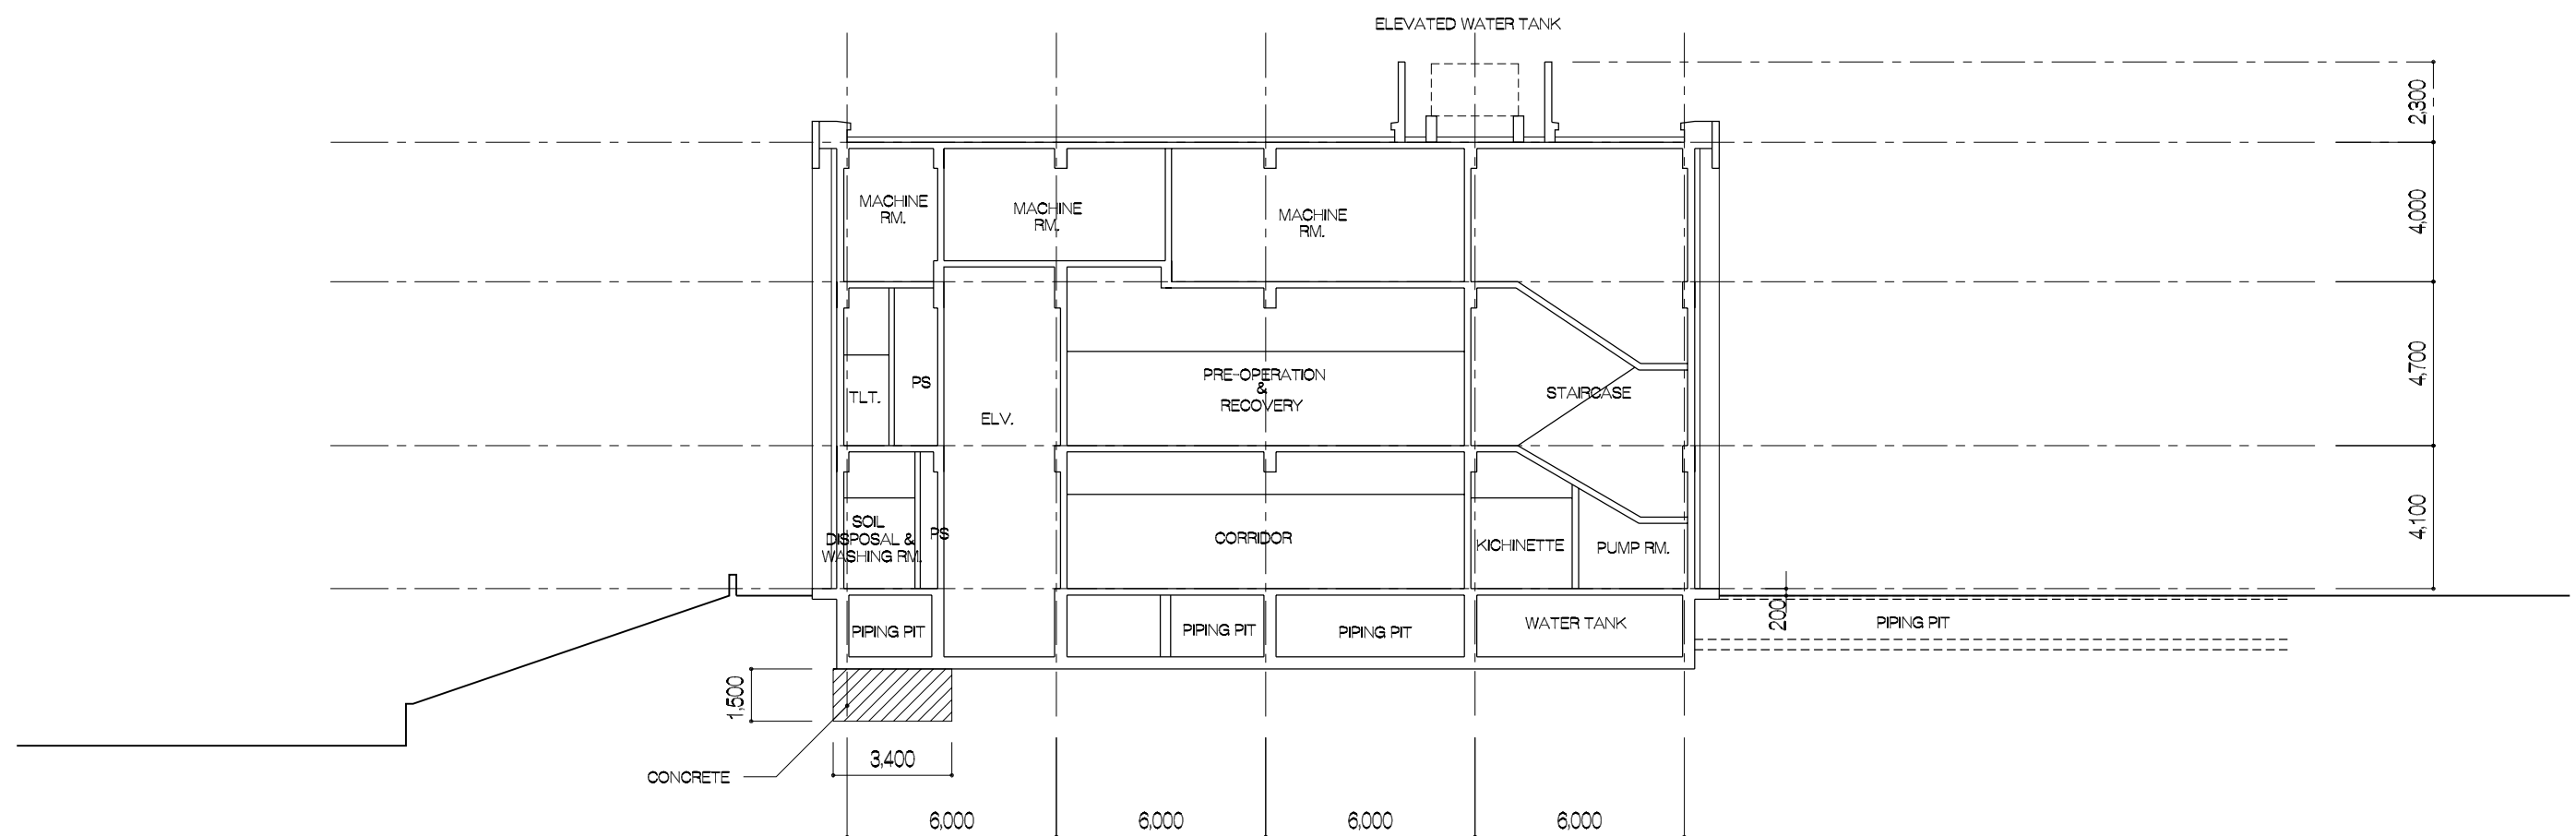 ELEVATED WATER TANK
2,300
MACHINE
RM.
MACHINE
RM.
MACHINE
RM.
4,000
TLT.
PS
ELV.
PRE-OPERATION
&
RECOVERY
STAIRCASE
4,700
SOIL
DISPOSAL &
WASHING RM.
PS
CORRIDOR
KICHINETTE
PUMP RM.
4,100
PIPING PIT
PIPING PIT
PIPING PIT
WATER TANK
200
PIPING PIT
1,500
3,400
CONCRETE
6,000
6,000
6,000
6,000